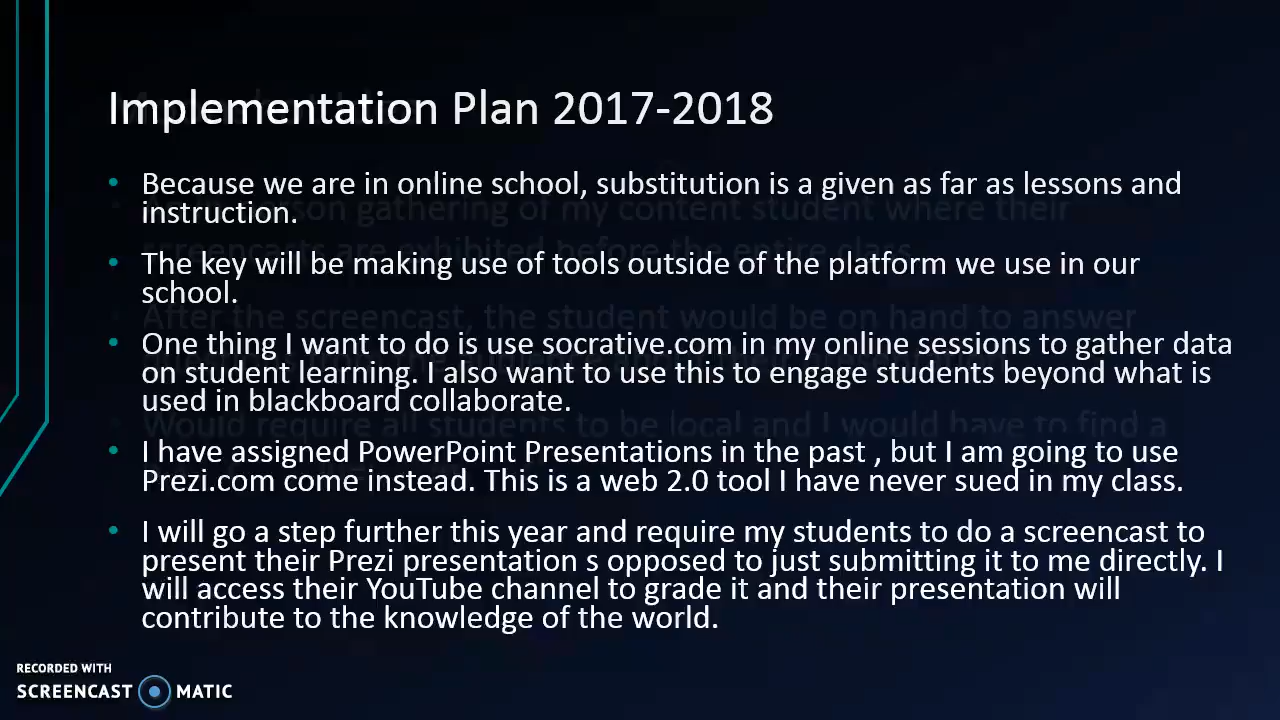 Implementation Plan 2017-2018
• Because we are in online school, substitution is a given as far as lessons and
instruction.
• The key will be making use of tools outside of the platform we use in our
school.
• One thing I want to do is use socrative.com in my online sessions to gather data
on student learning. I also want to use this to engage students beyond what is
used in blackboard collaborate.
• I have assigned PowerPoint Presentations in the past , but I am going to use
Prezi.com come instead. This is a web 2.0 tool I have never sued in my class.
• I will go a step further this year and require my students to do a screencast to
present their Prezi presentation s opposed to just submitting it to me directly. I
will access their YouTube channel to grade it and their presentation will
contribute to the knowledge of the world.
RECORDED WITH
SCREENCAST MATIC